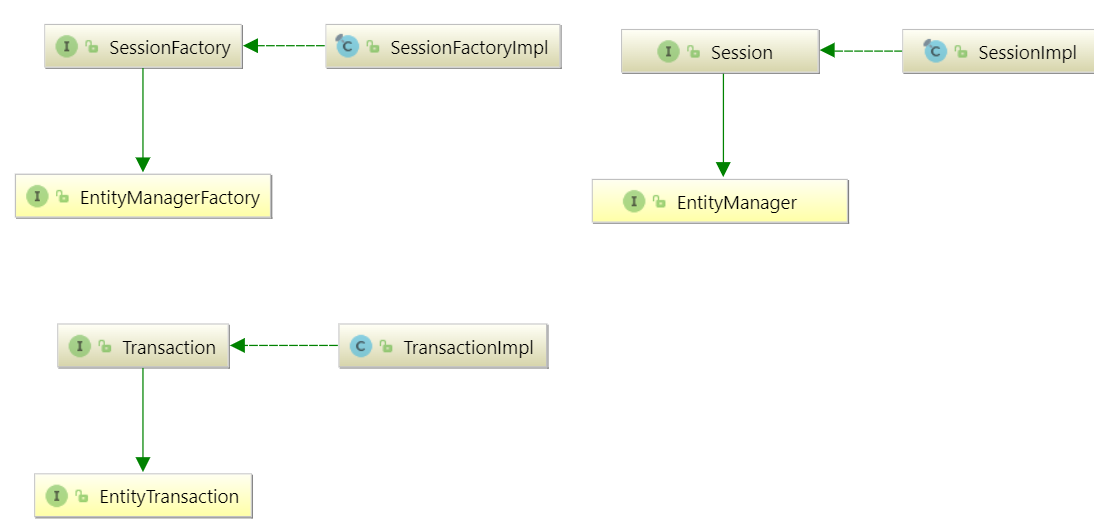 I SessionFactory
C SessionFactoryImpl
I Session
C SessionImpl
I EntityManagerFactory
I EntityManager
I Transaction
C TransactionImpl
I EntityTransaction